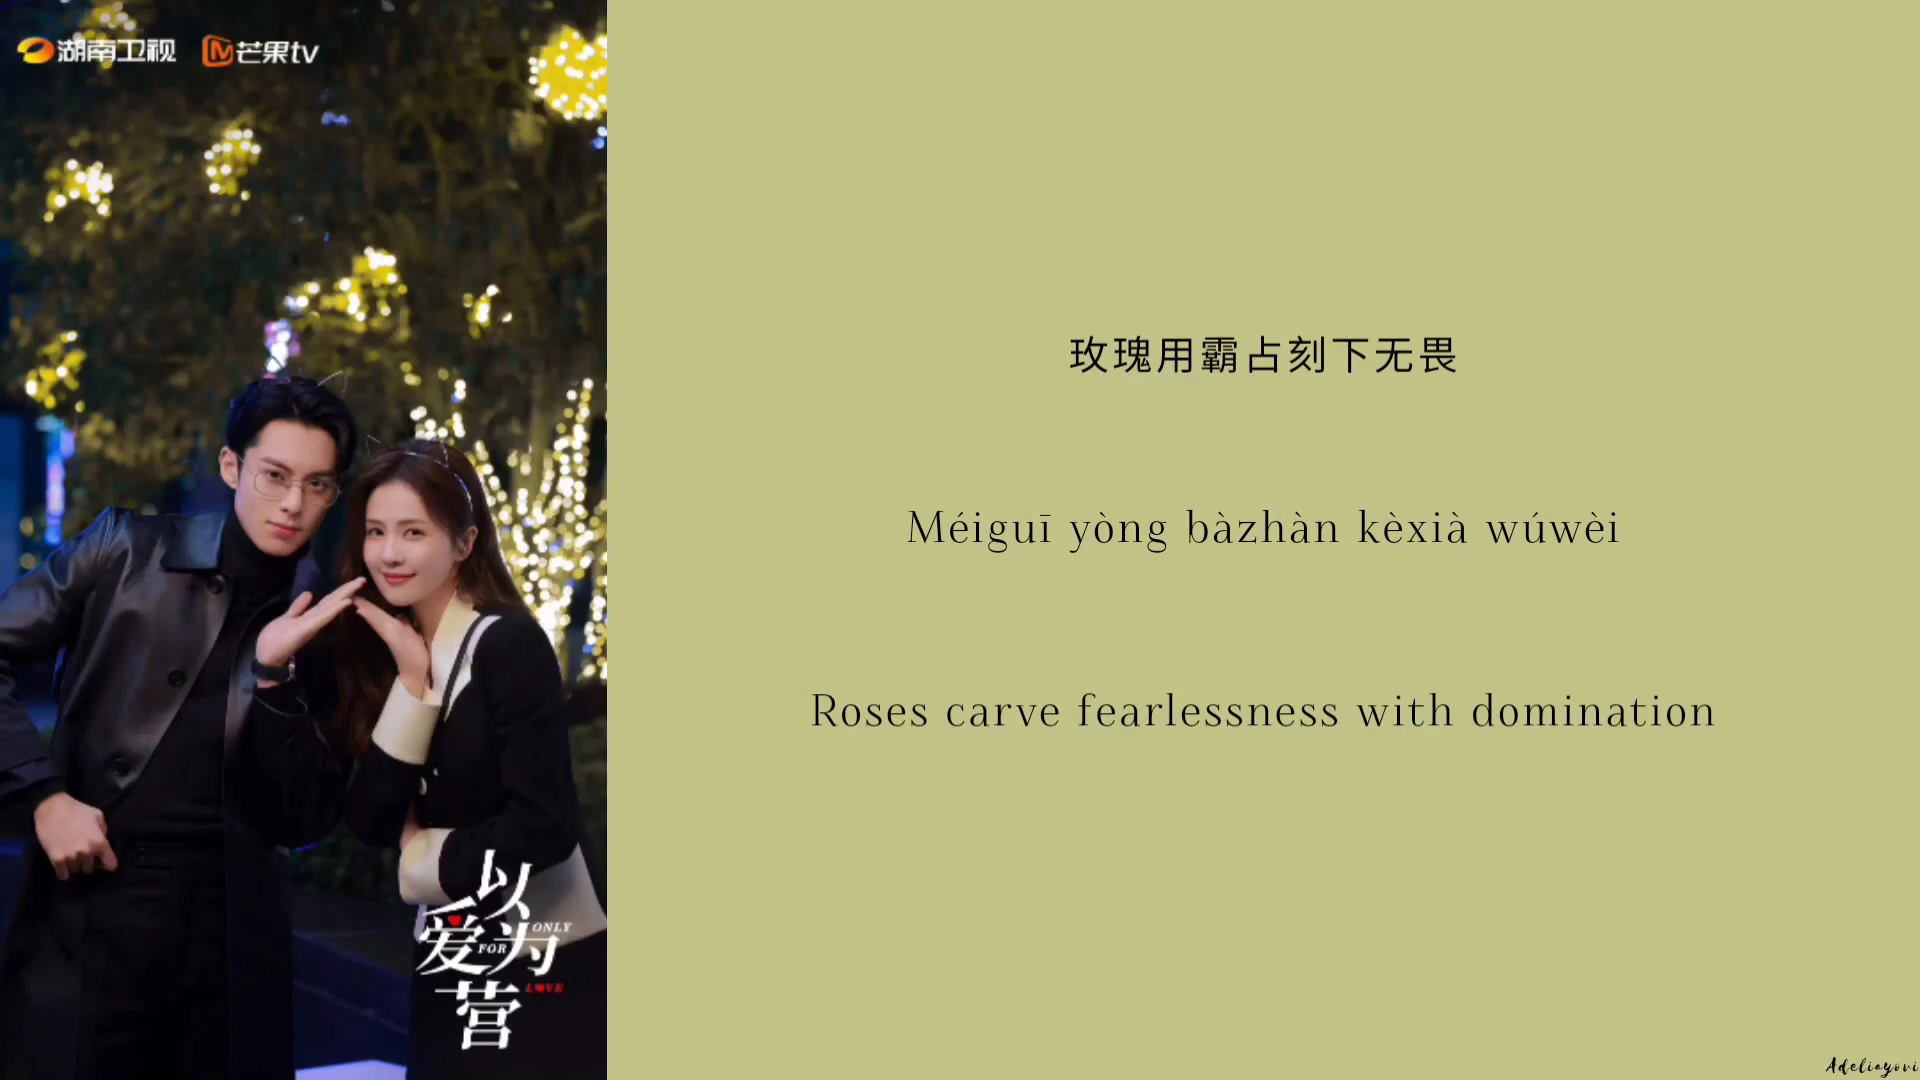 湖南卫视 芒果tv
玫瑰用霸占刻下无畏
Méiguī yòng bàzhàn kèxià wúwèi
Roses carve fearlessness with domination
以爱为营
ONLY FOR LOVE
Adeliayovi